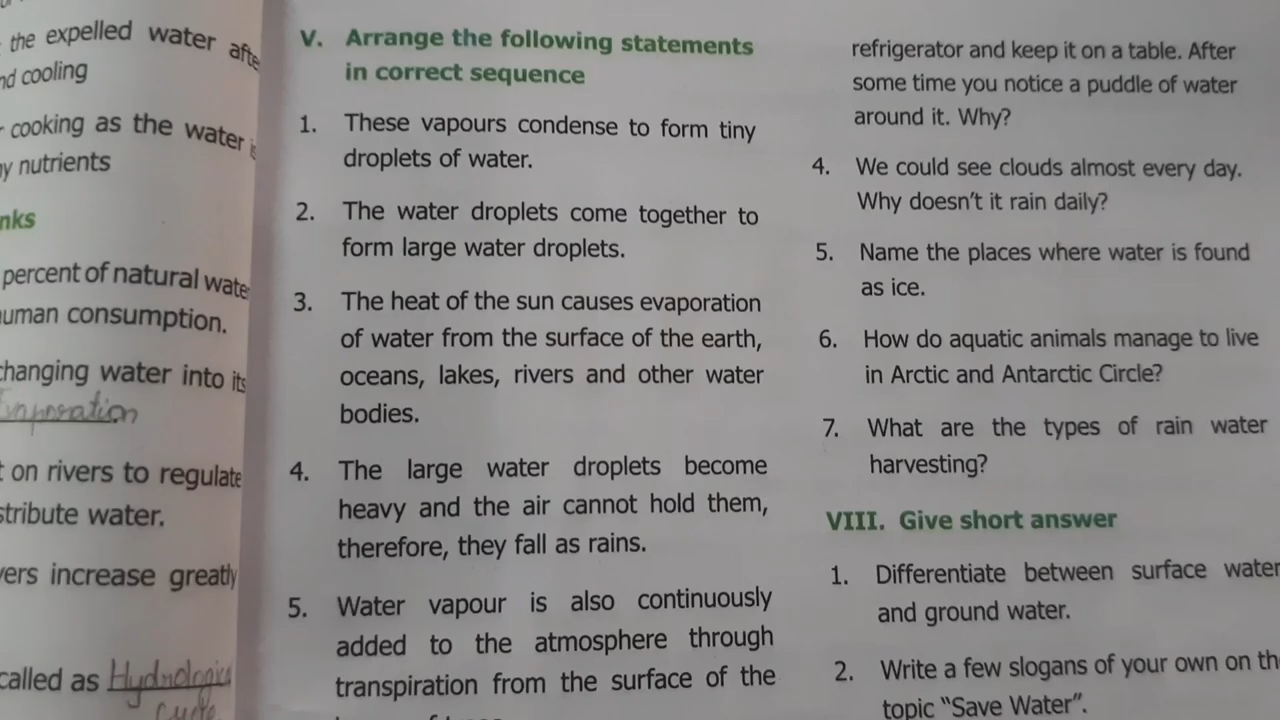 the expelled water
nd cooling
cooking as the water
y nutrients
nks
percent of natural wate
uman consumption.
changing water into its
Evaporation
t on rivers to regulate
stribute water.
vers increase greatly
called as Hydrologic
cycle
V. Arrange the following statements
in correct sequence
1. These vapours condense to form tiny
droplets of water.
2. The water droplets come together to
form large water droplets.
3. The heat of the sun causes evaporation
of water from the surface of the earth,
oceans, lakes, rivers and other water
bodies.
4. The large water droplets become
heavy and the air cannot hold them,
therefore, they fall as rains.
5. Water vapour is also continuously
added to the atmosphere through
transpiration from the surface of the
refrigerator and keep it on a table. After
some time you notice a puddle of water
around it. Why?
4. We could see clouds almost every day.
Why doesn't it rain daily?
5. Name the places where water is found
as ice.
6. How do aquatic animals manage to live
in Arctic and Antarctic Circle?
7. What are the types of rain water
harvesting?
VIII. Give short answer
1. Differentiate between surface water
and ground water.
2. Write a few slogans of your own on th
topic "Save Water".